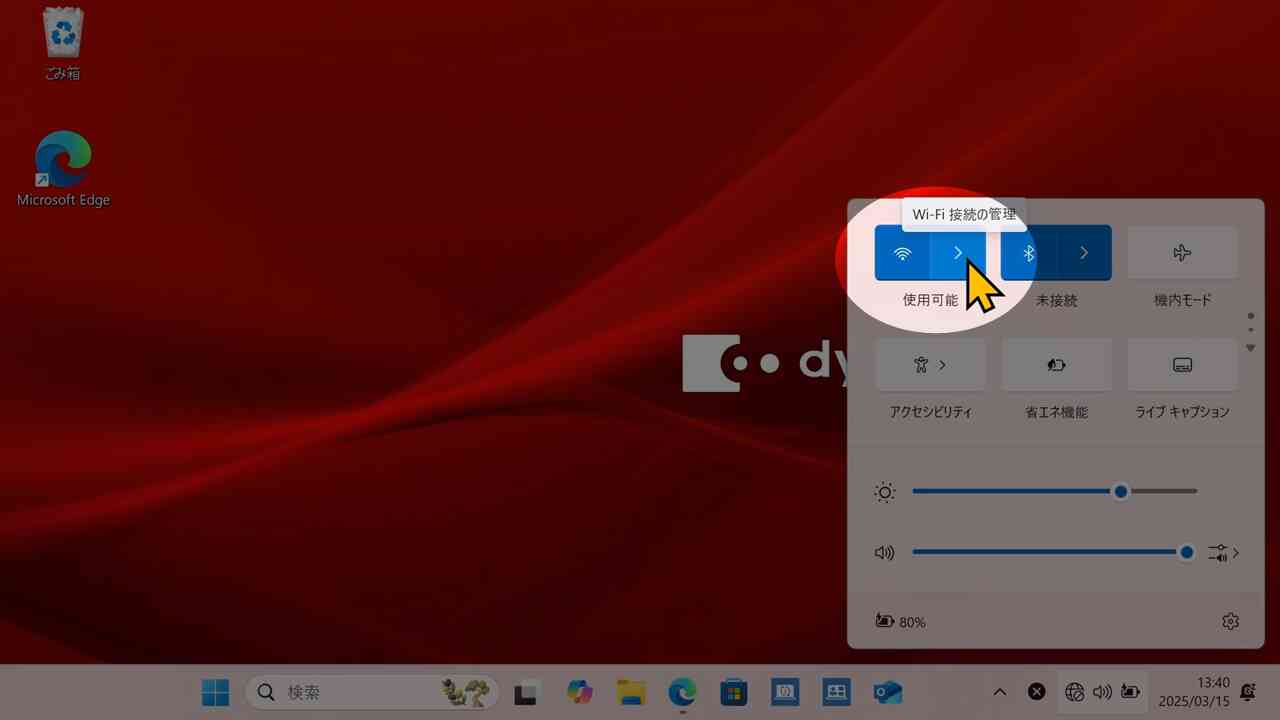 ごみ箱
Microsoft Edge
Wi-Fi 接続の管理
使用可能
未接続
機内モード
dy
アクセシビリティ
省エネ機能
ライブ キャプション
80%
検索
13:40
2025/03/15